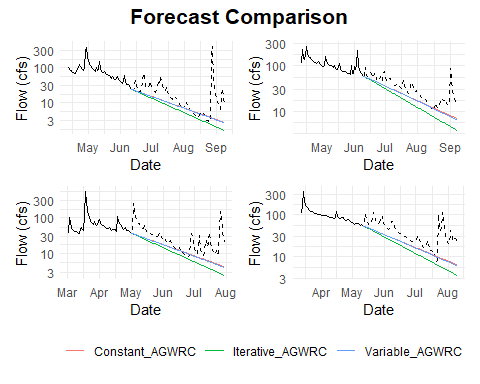 Forecast Comparison
Flow (cfs)
300
100
30
10
3
May Jun Jul Aug Sep
Date
Flow (cfs)
300
100
30
10
May Jun Jul Aug Sep
Date
Flow (cfs)
300
100
30
10
3
Mar Apr May Jun Jul Aug
Date
Flow (cfs)
300
100
30
10
3
Apr May Jun Jul Aug
Date
Constant_AGWRC Iterative_AGWRC Variable_AGWRC